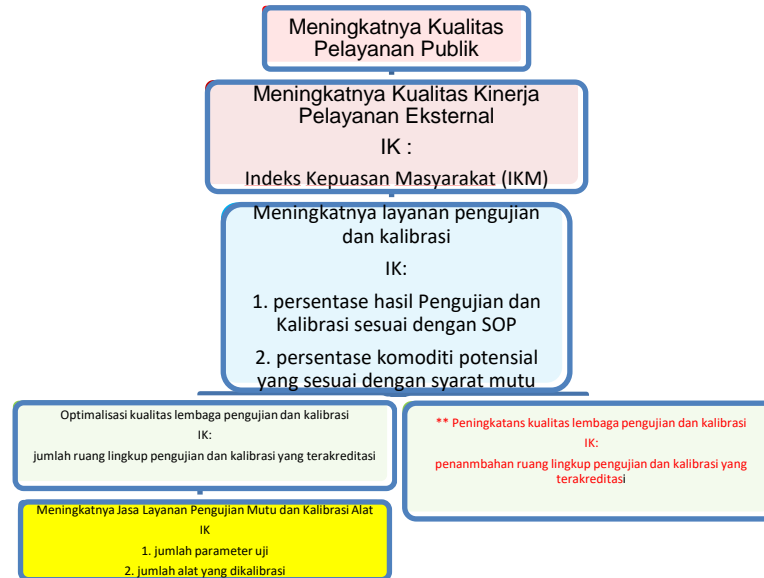 Meningkatnya Kualitas
Pelayanan Publik
Meningkatnya Kualitas Kinerja
Pelayanan Eksternal
IK :
Indeks Kepuasan Masyarakat (IKM)
Meningkatnya layanan pengujian
dan kalibrasi
IK:
1. persentase hasil Pengujian dan
Kalibrasi sesuai dengan SOP
2. persentase komoditi potensial
yang sesuai dengan syarat mutu
Optimalisasi kualitas lembaga pengujian dan kalibrasi
IK:
jumlah ruang lingkup pengujian dan kalibrasi yang terakreditasi
** Peningkatans kualitas lembaga pengujian dan kalibrasi
IK:
penanmbahan ruang lingkup pengujian dan kalibrasi yang
terakreditasi
Meningkatnya Jasa Layanan Pengujian Mutu dan Kalibrasi Alat
IK
1. jumlah parameter uji
2. jumlah alat yang dikalibrasi